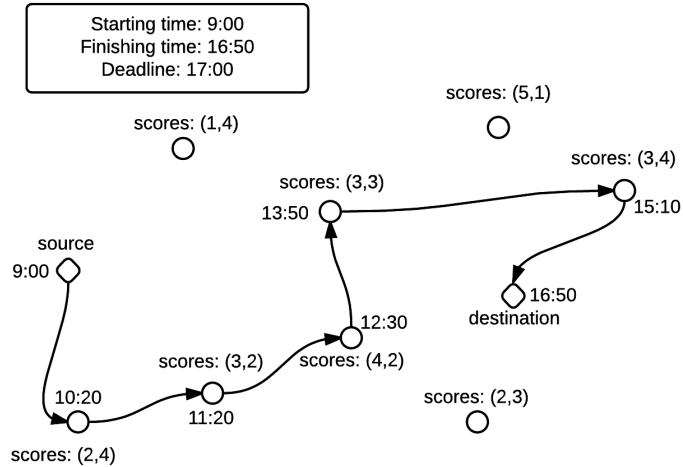 Starting time: 9:00
Finishing time: 16:50
Deadline: 17:00
scores: (5,1)
scores: (1,4)
scores: (3,4)
scores: (3,3)
13:50
15:10
source
9:00
16:50
destination
12:30
scores: (3,2)
scores: (4,2)
10:20
11:20
scores: (2,3)
scores: (2,4)